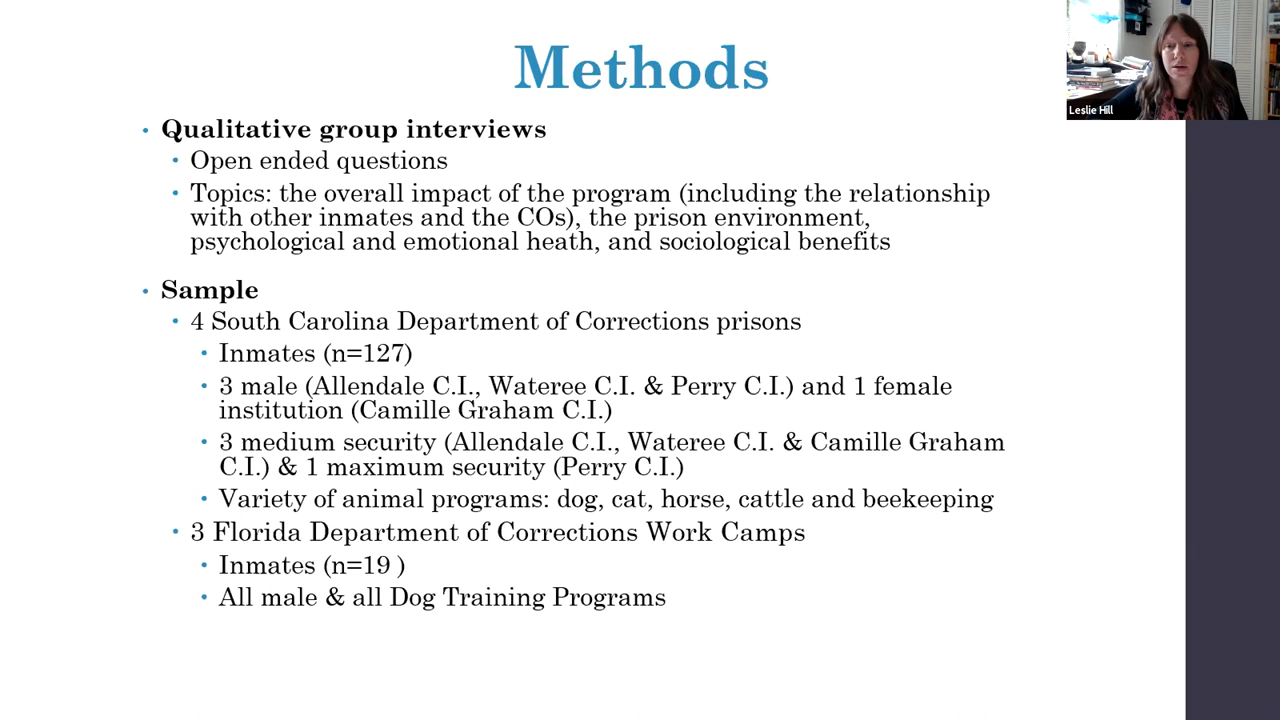 Methods
Leslie Hill
• Qualitative group interviews
• Open ended questions
• Topics: the overall impact of the program (including the relationship
with other inmates and the COs), the prison environment,
psychological and emotional heath, and sociological benefits
• Sample
• 4 South Carolina Department of Corrections prisons
• Inmates (n=127)
• 3 male (Allendale C.I., Wateree C.I. & Perry C.I.) and 1 female
institution (Camille Graham C.I.)
• 3 medium security (Allendale C.I., Wateree C.I. & Camille Graham
C.I.) & 1 maximum security (Perry C.I.)
• Variety of animal programs: dog, cat, horse, cattle and beekeeping
• 3 Florida Department of Corrections Work Camps
• Inmates (n=19 )
• All male & all Dog Training Programs